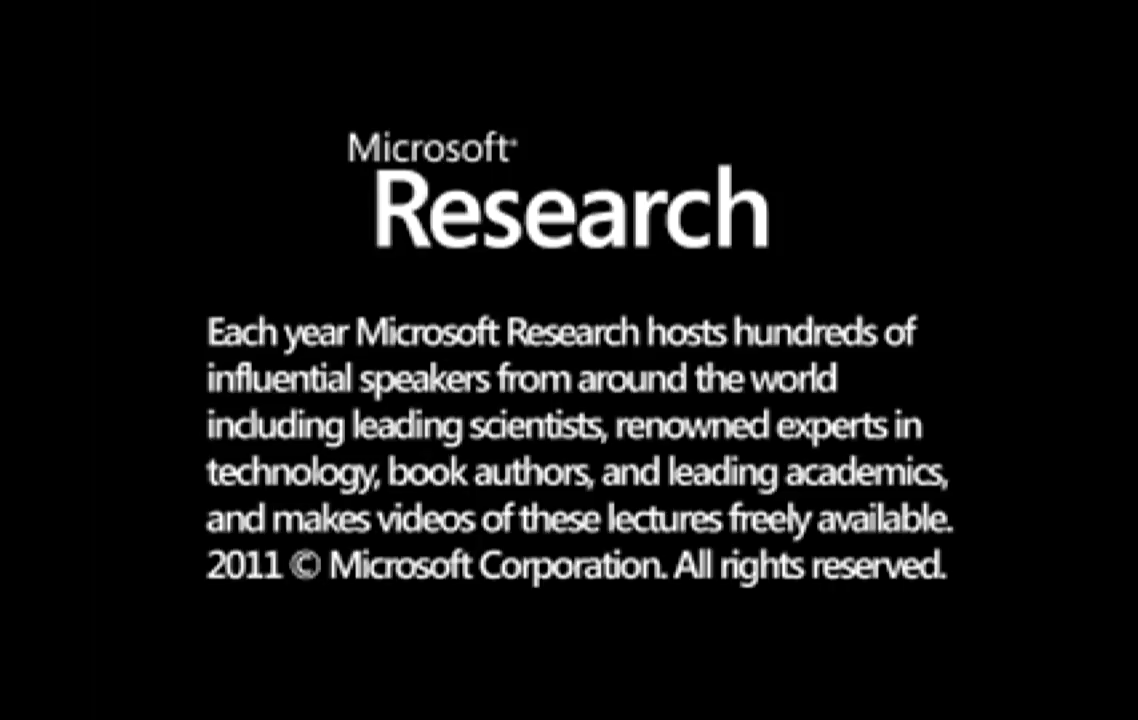 Microsoft®
Research
Each year Microsoft Research hosts hundreds of
influential speakers from around the world
including leading scientists, renowned experts in
technology, book authors, and leading academics,
and makes videos of these lectures freely available.
2011 © Microsoft Corporation. All rights reserved.